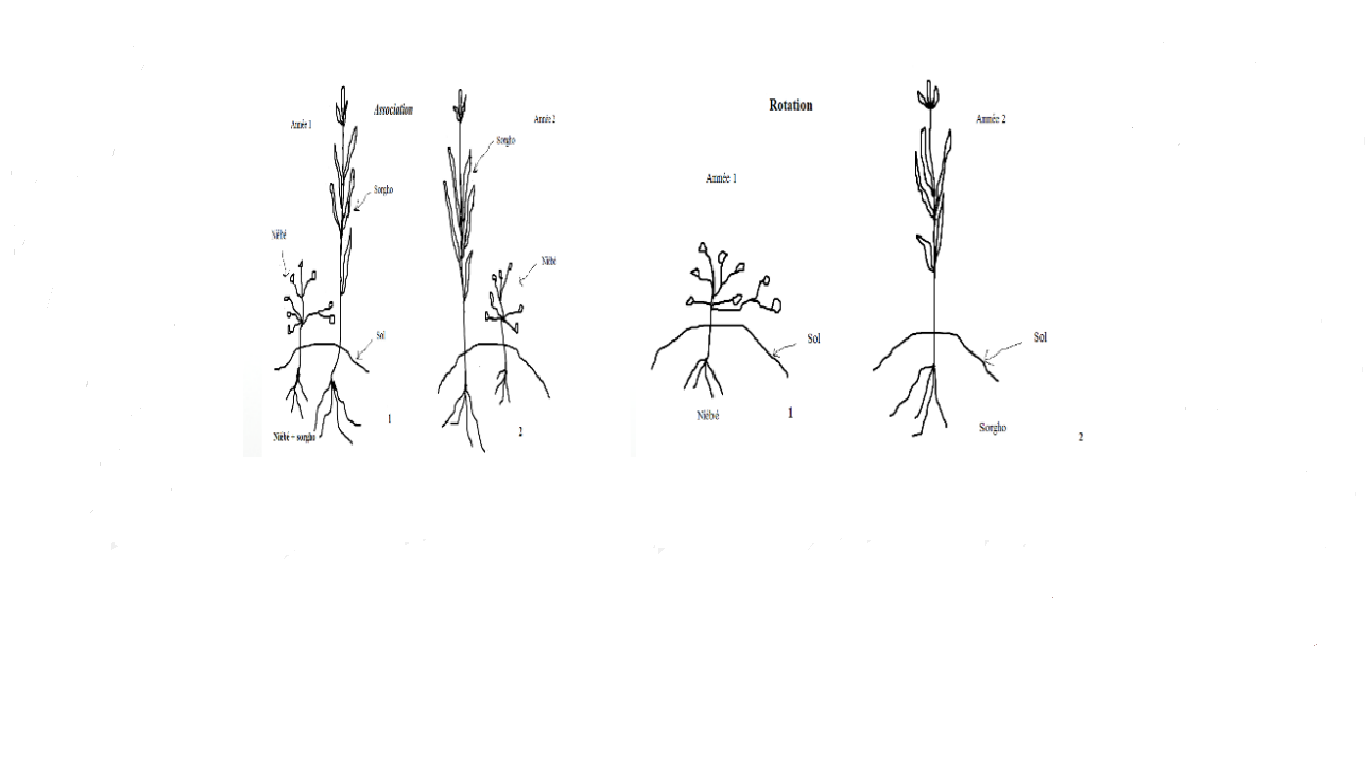 Association
Année 1
Année 2
Sorgho
Sorgho
Niébé
Niébé
Sol
1
2
Niébé - sorgho
Rotation
Année 1
Année 2
Sol
Sol
Niébé
1
Sorgho
2